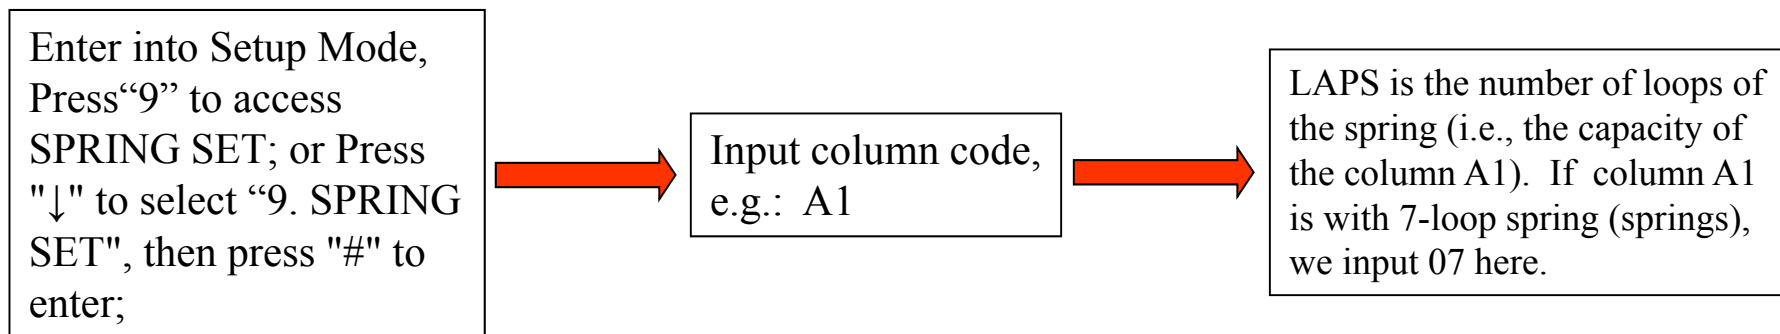 Enter into Setup Mode,
Press“9” to access
SPRING SET; or Press
"↓" to select “9. SPRING
SET", then press "#" to
enter;
Input column code,
e.g.: A1
LAPS is the number of loops of
the spring (i.e., the capacity of
the column A1). If column A1
is with 7-loop spring (springs),
we input 07 here.